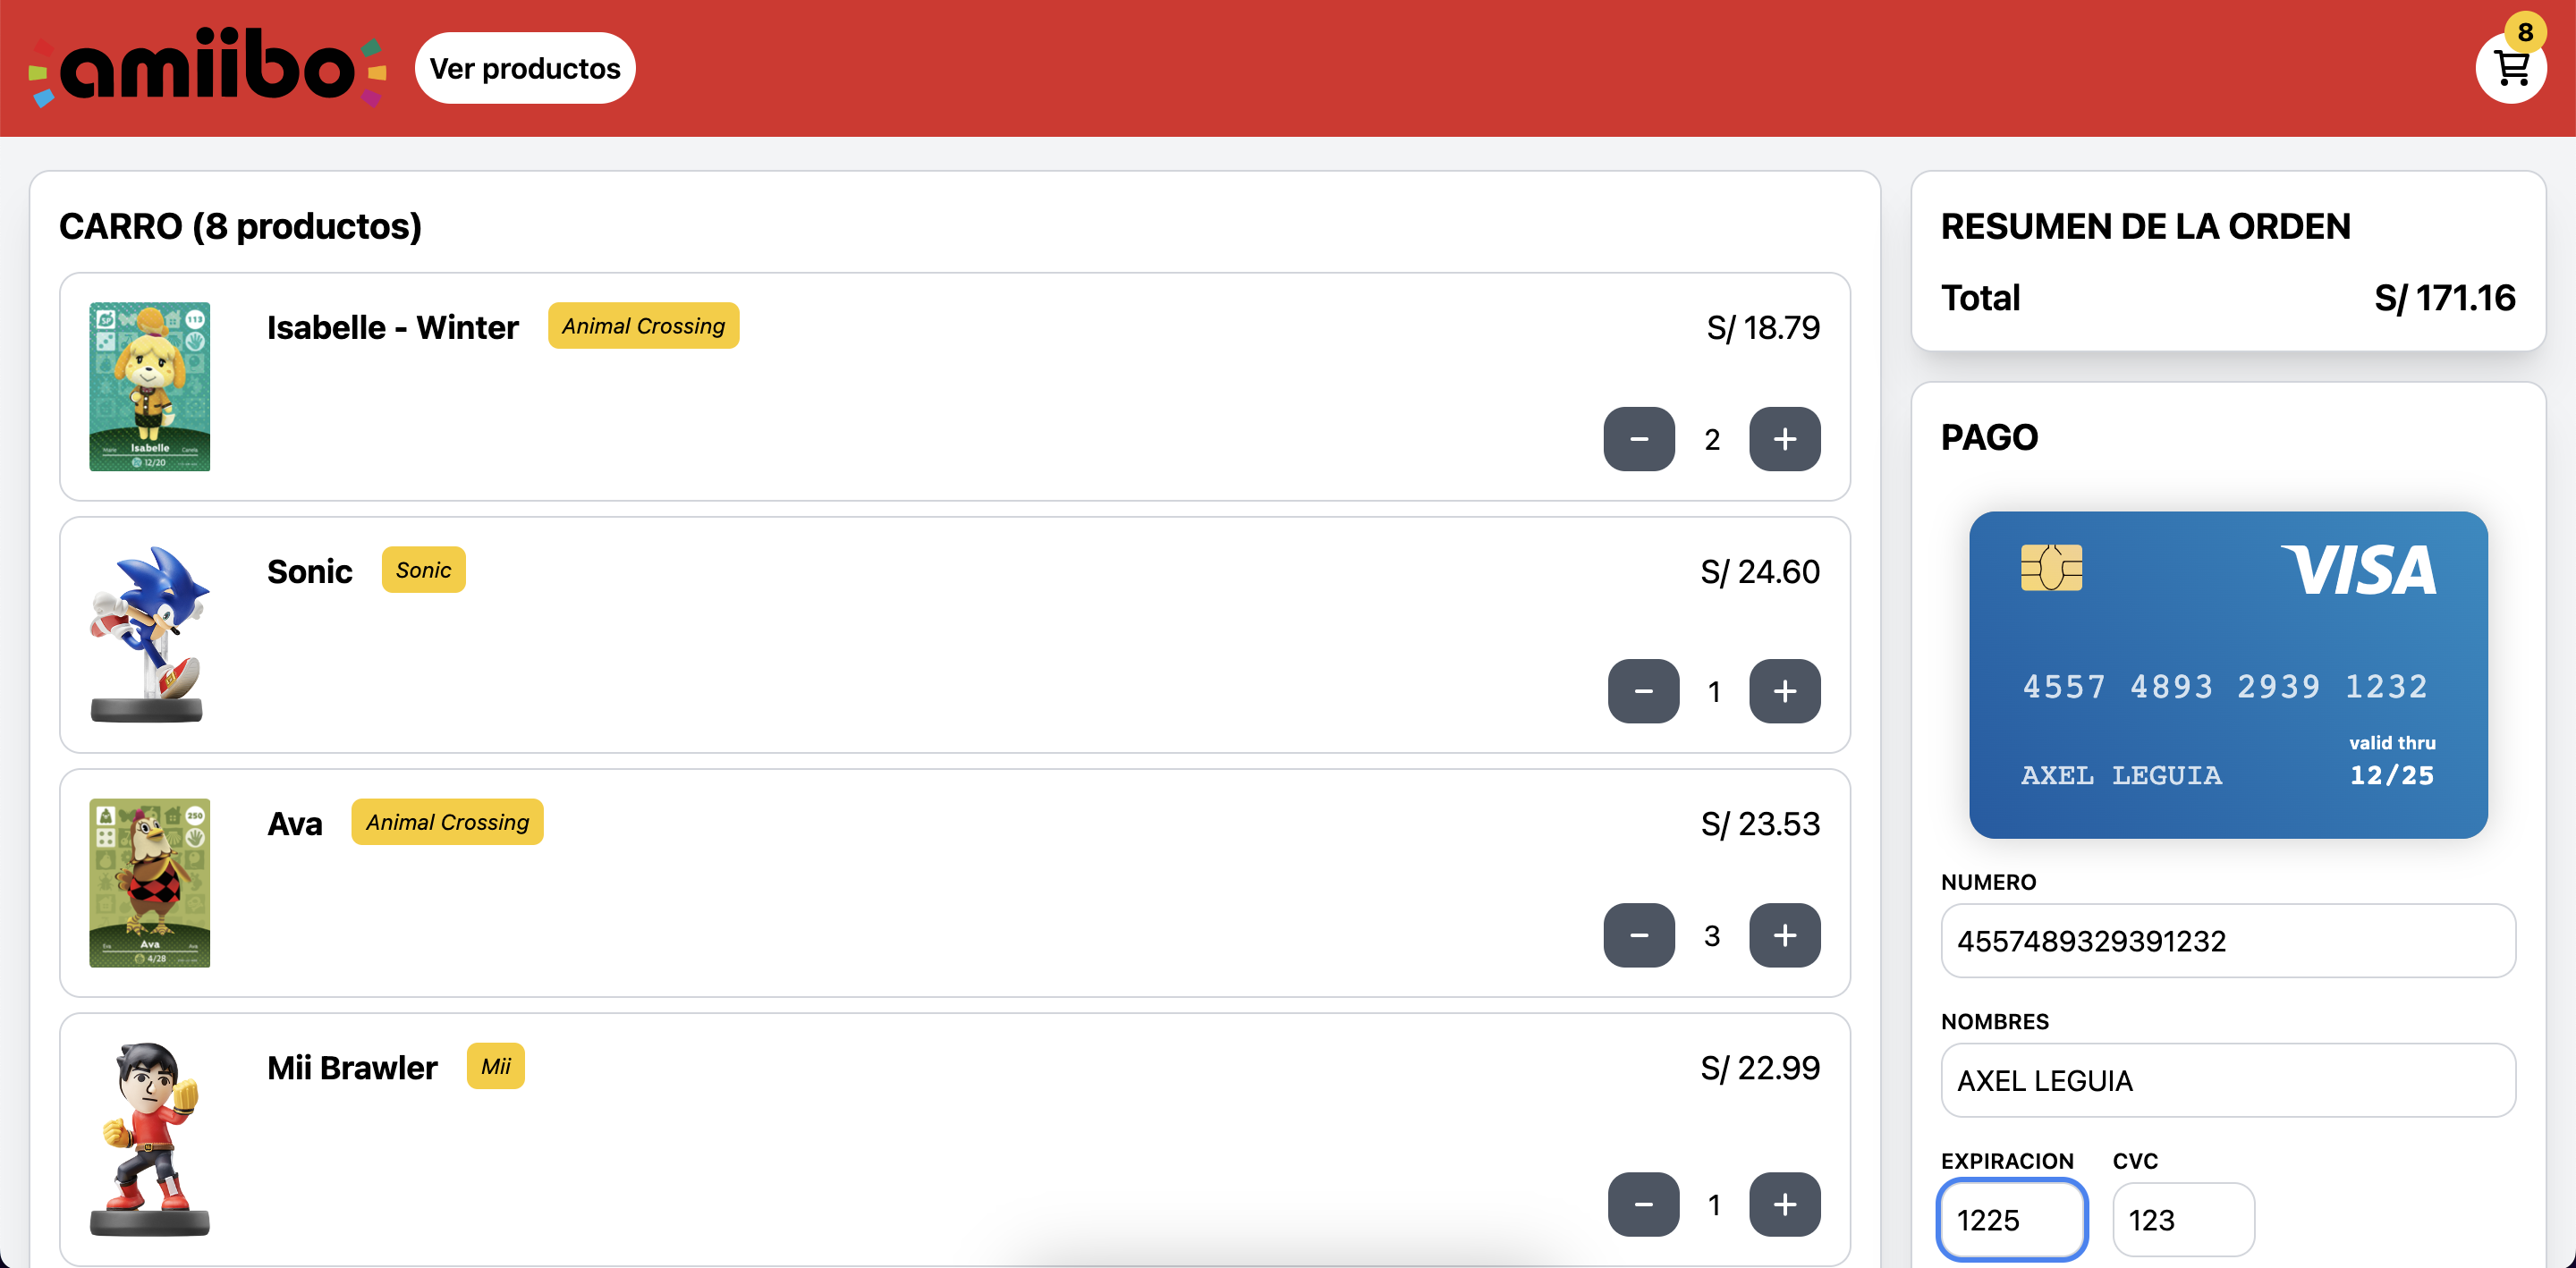 amiibo
Ver productos
8
CARRO (8 productos)
Isabelle - Winter
Animal Crossing
S/ 18.79
SP
113
Isabelle
12/20
2
Sonic
Sonic
S/ 24.60
1
Ava
Animal Crossing
S/ 23.53
250
Ava
4/28
3
Mii Brawler
Mii
S/ 22.99
1
RESUMEN DE LA ORDEN
Total
S/ 171.16
PAGO
VISA
4557 4893 2939 1232
valid thru
AXEL LEGUIA
12/25
NUMERO
4557489329391232
NOMBRES
AXEL LEGUIA
EXPIRACION
CVC
1225
123